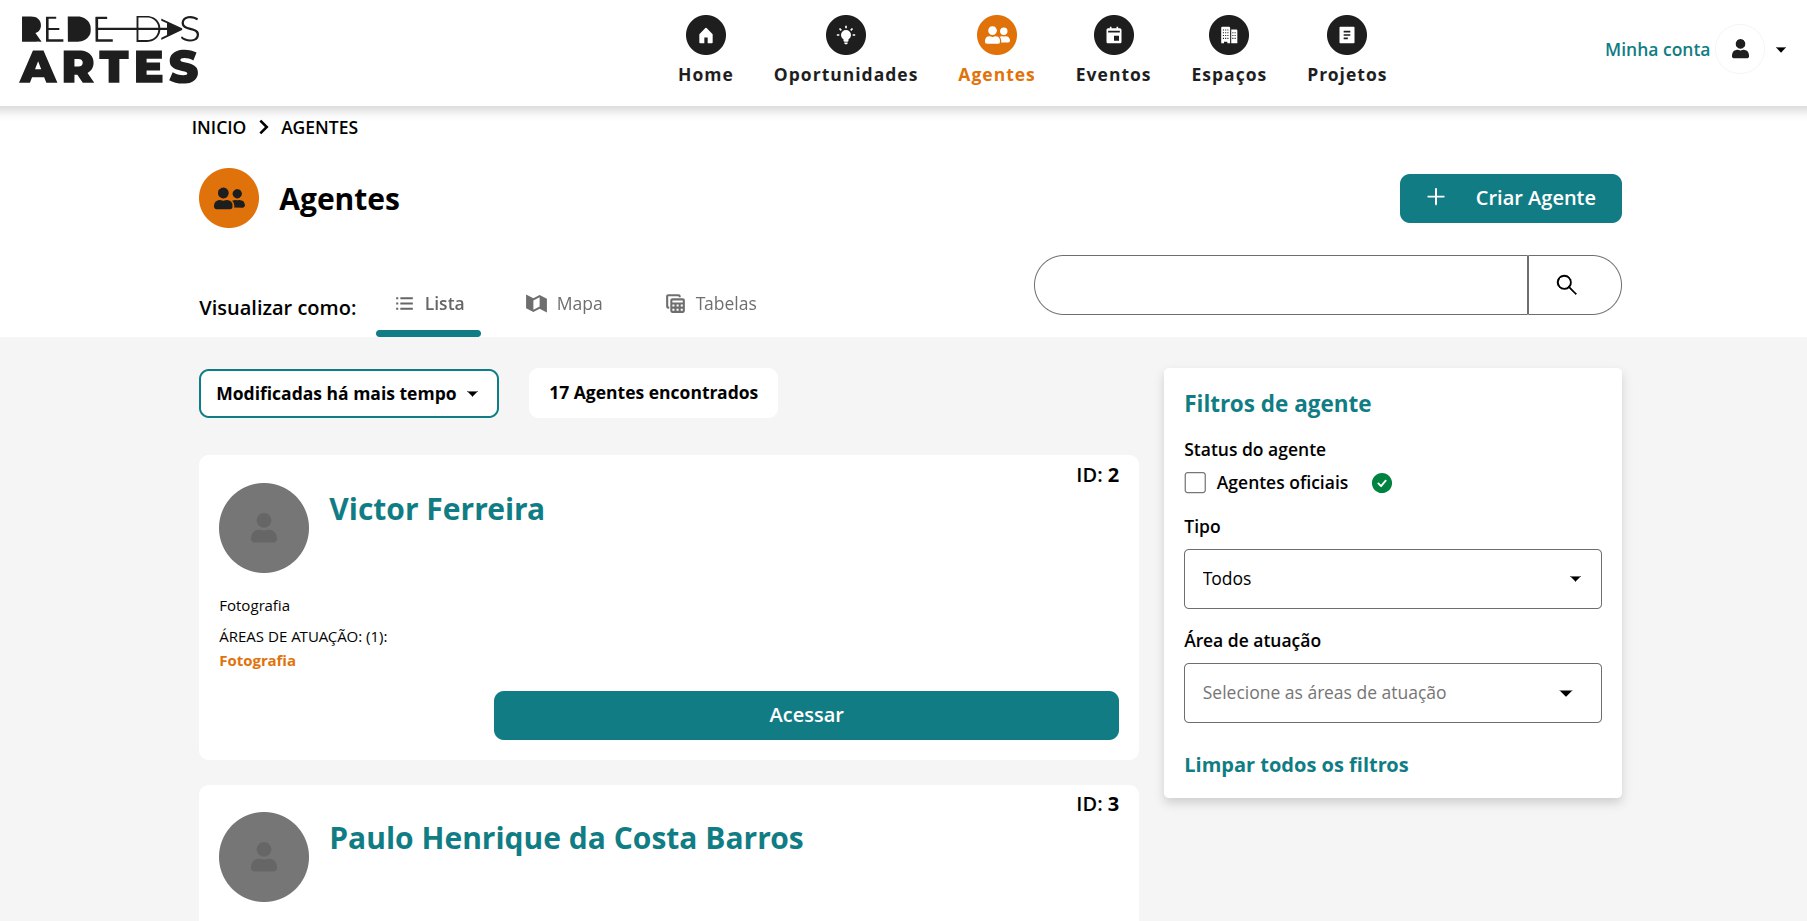 REDE DAS
ARTES
Home
Oportunidades
Agentes
Eventos
Espaços
Projetos
Minha conta
INICIO
AGENTES
Agentes
Criar Agente
Visualizar como:
Lista
Mapa
Tabelas
Modificadas há mais tempo
17 Agentes encontrados
ID: 2
Victor Ferreira
Fotografia
ÁREAS DE ATUAÇÃO: (1):
Fotografia
Acessar
ID: 3
Paulo Henrique da Costa Barros
Filtros de agente
Status do agente
Agentes oficiais
Tipo
Todos
Área de atuação
Selecione as áreas de atuação
Limpar todos os filtros